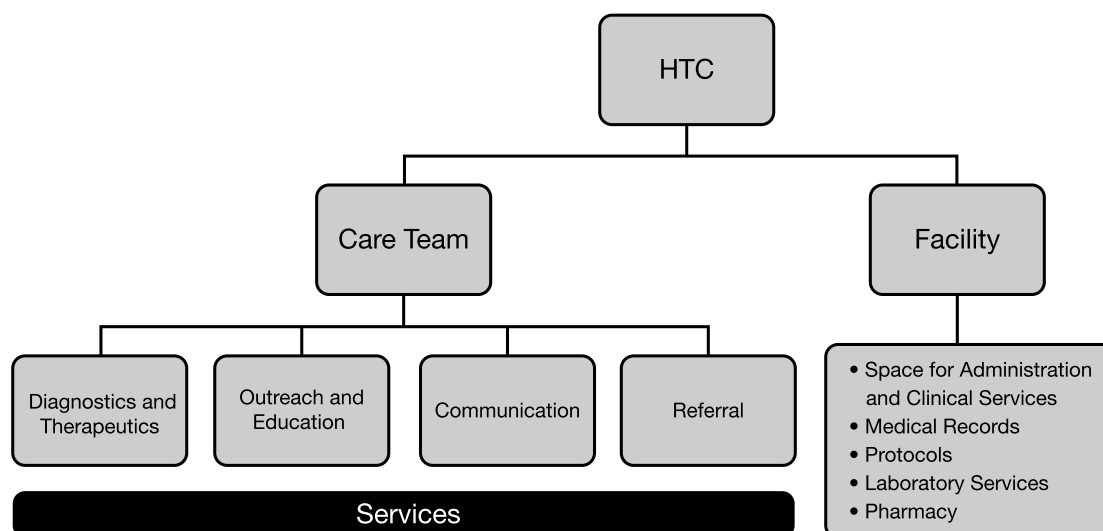 HTC
Care Team
Facility
Diagnostics and
Therapeutics
Outreach and
Education
Communication
Referral
• Space for Administration
and Clinical Services
• Medical Records
• Protocols
• Laboratory Services
• Pharmacy
Services